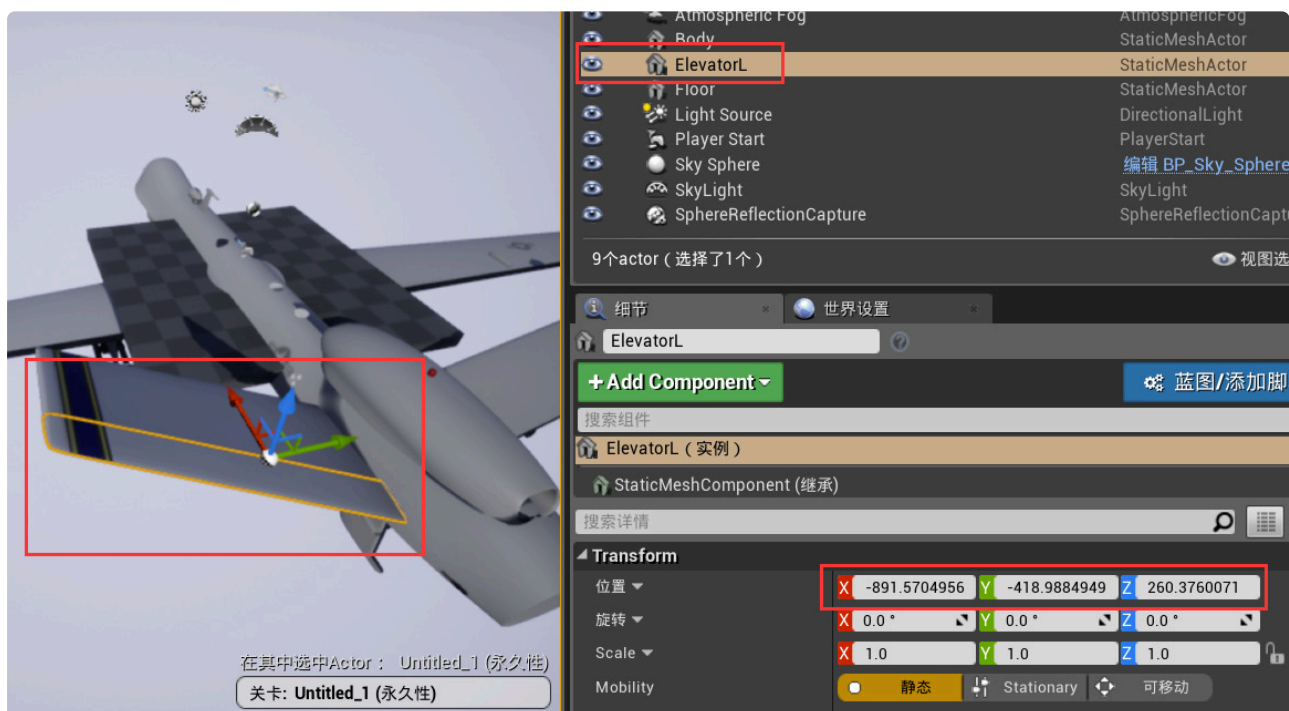 Atmospheric Fog AtmosphericFog
Body StaticMeshActor
ElevatorL StaticMeshActor
Floor StaticMeshActor
Light Source DirectionalLight
Player Start PlayerStart
Sky Sphere 编辑 BP_Sky_Sphere
SkyLight SkyLight
SphereReflectionCapture SphereReflectionCaptu
9个actor（选择了1个） 视图选
细节 世界设置
ElevatorL
+Add Component 蓝图/添加脚
搜索组件
ElevatorL（实例）
StaticMeshComponent (继承)
搜索详情
Transform
位置 X -891.5704956 Y -418.9884949 Z 260.3760071
旋转 X 0.0 ° Y 0.0 ° Z 0.0 °
Scale X 1.0 Y 1.0 Z 1.0
Mobility 静态 Stationary 可移动
在其中选中Actor： Untitled_1 (永久性)
关卡: Untitled_1 (永久性)